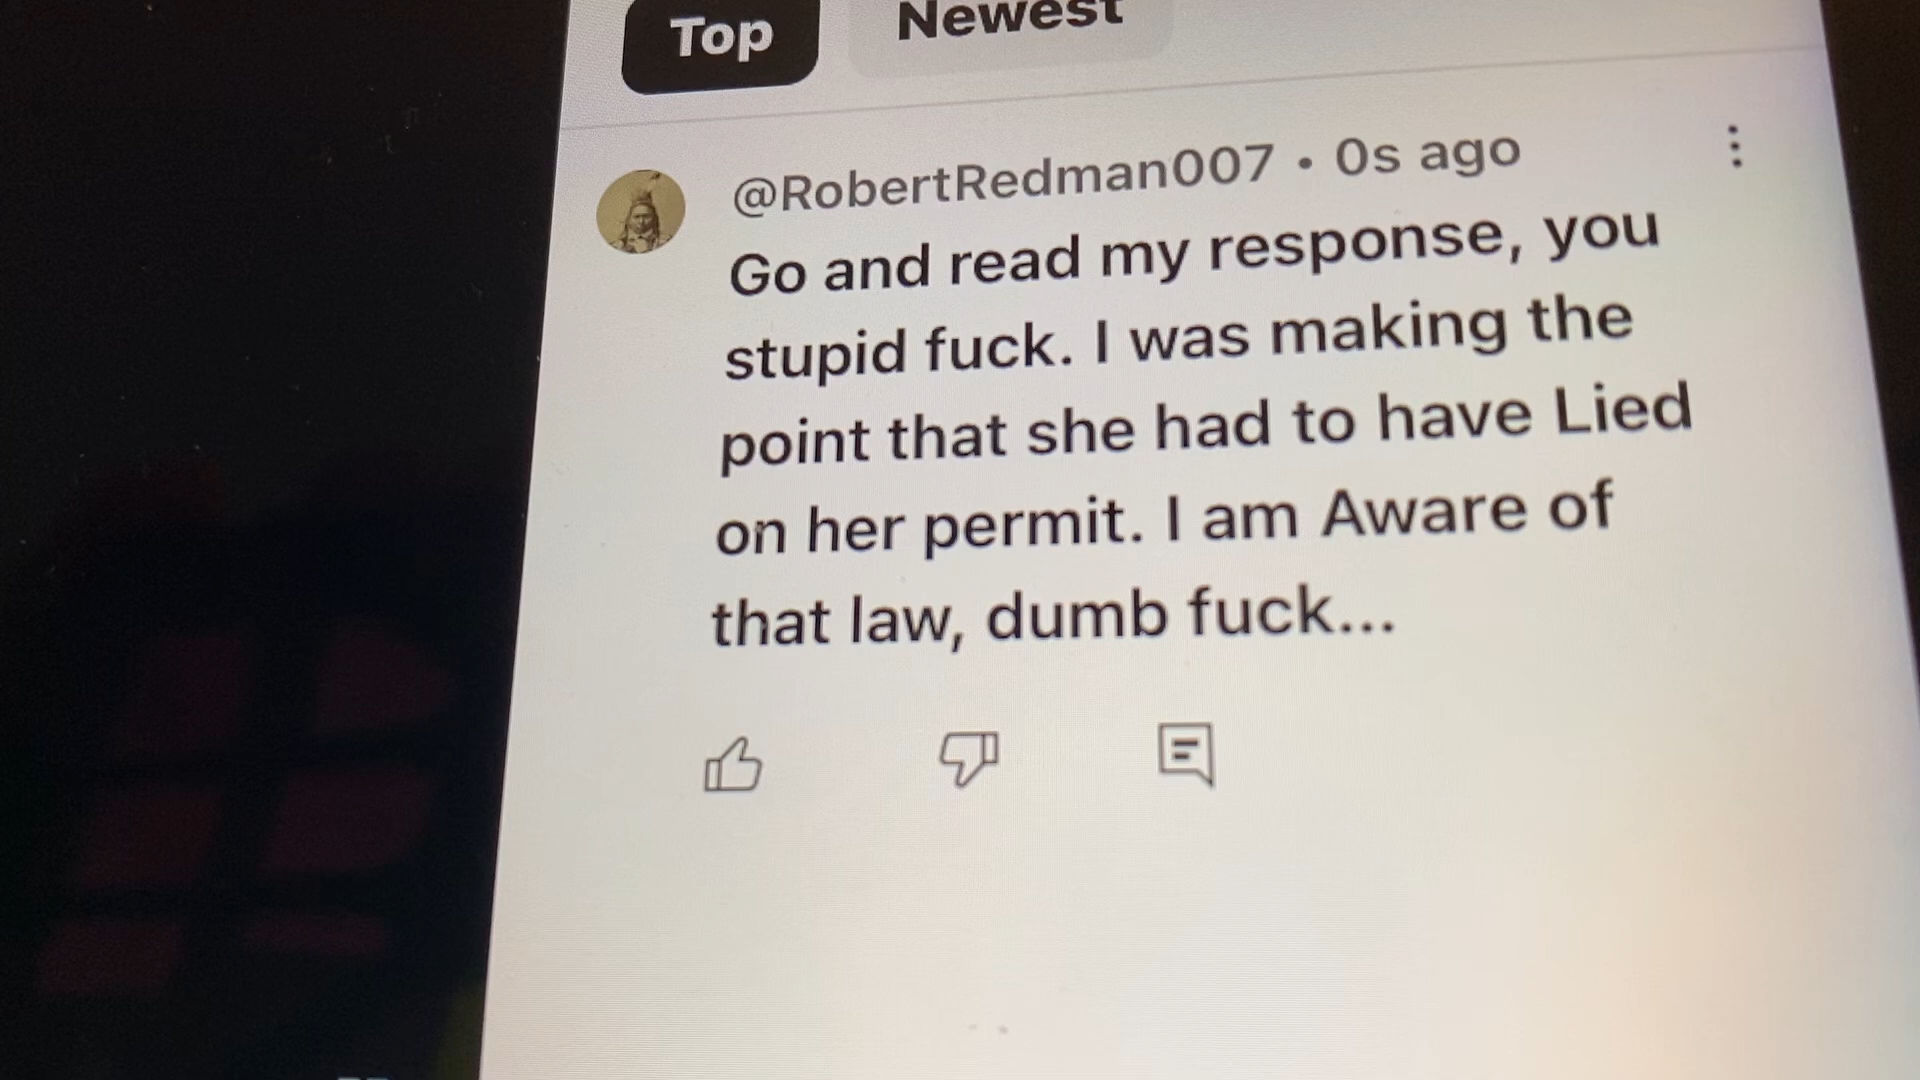 Top
Newest
@RobertRedman007 • 0s ago
Go and read my response, you
stupid fuck. I was making the
point that she had to have Lied
on her permit. I am Aware of
that law, dumb fuck...